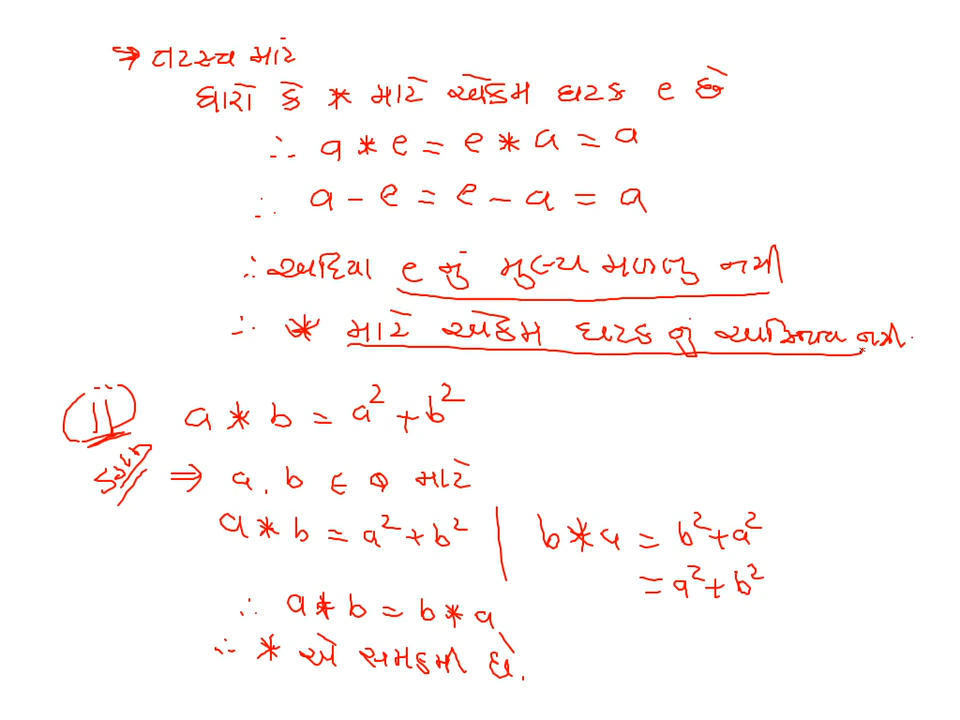 ⇒ તટસ્થ માટે
ધારો કે * માટે એકમ ઘટક e છે
∴ a * e = e * a = a
∴ a - e = e - a = a
∴ અહિયા e નું મુલ્ય મળતુ નથી
∴ * માટે એકમ ઘટક નું અસ્તિત્વ નથી.
(ii) a * b = a² + b²
Soln ⇒ a, b ∈ Q માટે
a * b = a² + b² | b * a = b² + a²
= a² + b²
∴ a * b = b * a
∴ * એ સમક્રમી છે.